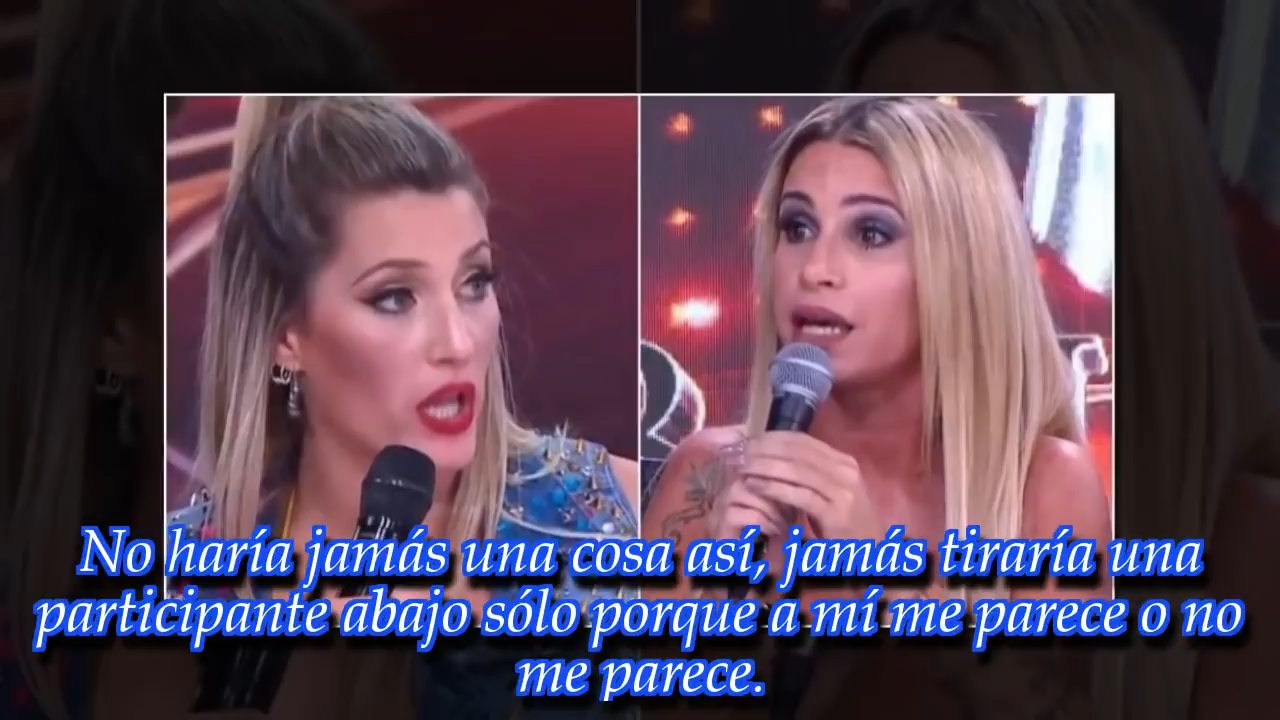 No haría jamás una cosa así, jamás tiraría una
participante abajo sólo porque a mí me parece o no
me parece.